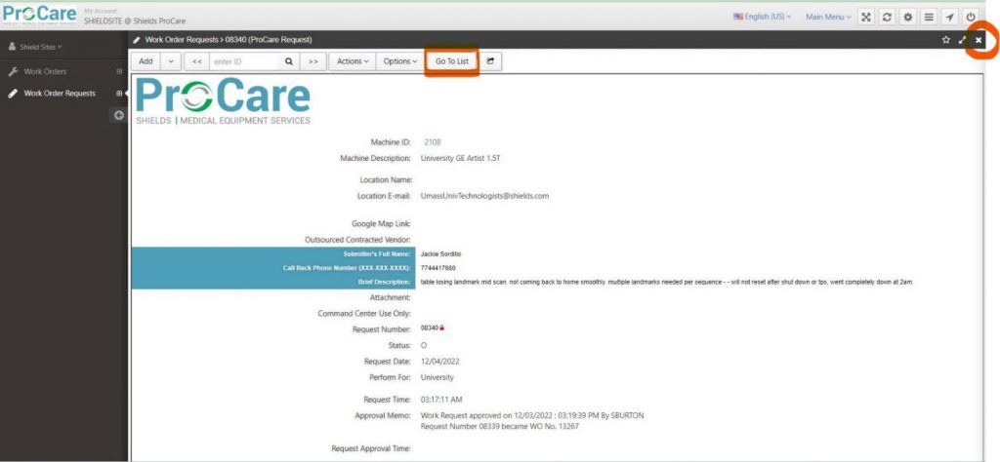 ProCare
SHIELDS | MEDICAL EQUIPMENT SERVICES
My Account
SHIELDSITE @ Shields ProCare
English (US)
Main Menu
Shield Sites
Work Orders
Work Order Requests
Work Order Requests > 08340 (ProCare Request)
Add
<<
enter ID
>>
Actions
Options
Go To List
ProCare
SHIELDS | MEDICAL EQUIPMENT SERVICES
Machine ID: 2108
Machine Description: University GE Artist 1.5T
Location Name:
Location E-mail: UmassUnivTechnologists@shields.com
Google Map Link:
Outsourced Contracted Vendor:
Submitter's Full Name: Jackie Sordillo
Call Back Phone Number (XXX-XXX-XXXX): 7744417680
Brief Description: table losing landmark mid scan. not coming back to home smoothly. multiple landmarks needed per sequence - - will not reset after shut down or tps, went completely down at 2am.
Attachment:
Command Center Use Only:
Request Number: 08340
Status: O
Request Date: 12/04/2022
Perform For: University
Request Time: 03:17:11 AM
Approval Memo: Work Request approved on 12/03/2022 : 03:19:39 PM By SBURTON
Request Number 08339 became WO No. 13267
Request Approval Time: